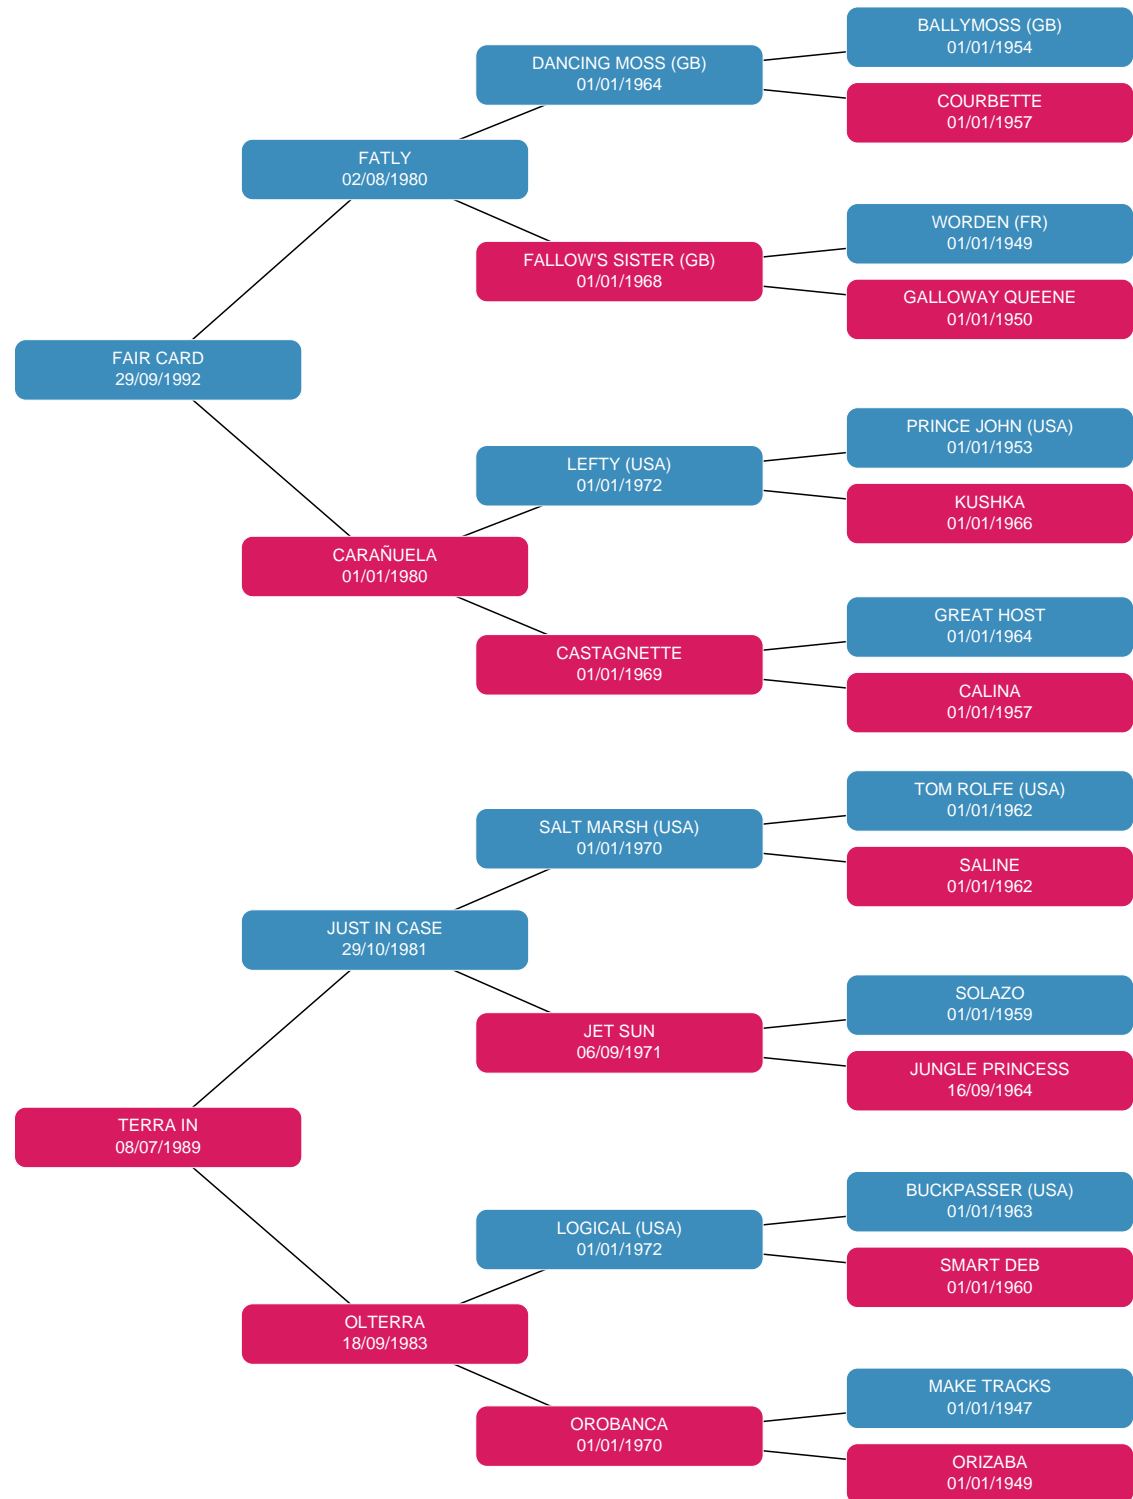 BALLYMOSS (GB)
01/01/1954
DANCING MOSS (GB)
01/01/1964
COURBETTE
01/01/1957
FATLY
02/08/1980
WORDEN (FR)
01/01/1949
FALLOW'S SISTER (GB)
01/01/1968
GALLOWAY QUEENE
01/01/1950
FAIR CARD
29/09/1992
PRINCE JOHN (USA)
01/01/1953
LEFTY (USA)
01/01/1972
KUSHKA
01/01/1966
CARAÑUELA
01/01/1980
GREAT HOST
01/01/1964
CASTAGNETTE
01/01/1969
CALINA
01/01/1957
TOM ROLFE (USA)
01/01/1962
SALT MARSH (USA)
01/01/1970
SALINE
01/01/1962
JUST IN CASE
29/10/1981
SOLAZO
01/01/1959
JET SUN
06/09/1971
JUNGLE PRINCESS
16/09/1964
TERRA IN
08/07/1989
BUCKPASSER (USA)
01/01/1963
LOGICAL (USA)
01/01/1972
SMART DEB
01/01/1960
OLTERRA
18/09/1983
MAKE TRACKS
01/01/1947
OROBANCA
01/01/1970
ORIZABA
01/01/1949